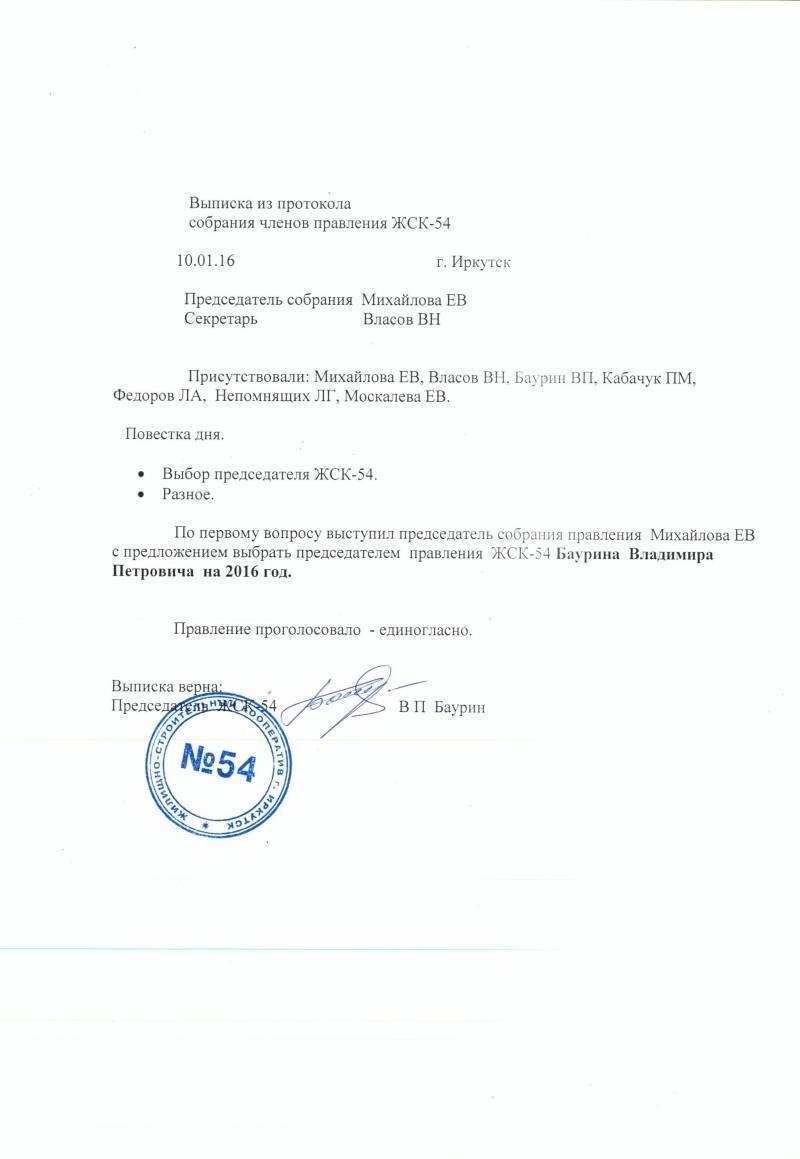 Выписка из протокола
собрания членов правления ЖСК-54
10.01.16 г. Иркутск
Председатель собрания Михайлова ЕВ
Секретарь Власов ВН
Присутствовали: Михайлова ЕВ, Власов ВН, Баурин ВП, Кабачук ПМ,
Федоров ЛА, Непомнящих ЛГ, Москалева ЕВ.
Повестка дня.
• Выбор председателя ЖСК-54.
• Разное.
По первому вопросу выступил председатель собрания правления Михайлова ЕВ
с предложением выбрать председателем правления ЖСК-54 Баурина Владимира
Петровича на 2016 год.
Правление проголосовало - единогласно.
Выписка верна:
Председатель ЖСК-54 В П Баурин
ЖИЛИЩНО-СТРОИТЕЛЬНЫЙ КООПЕРАТИВ г. ИРКУТСК
№54